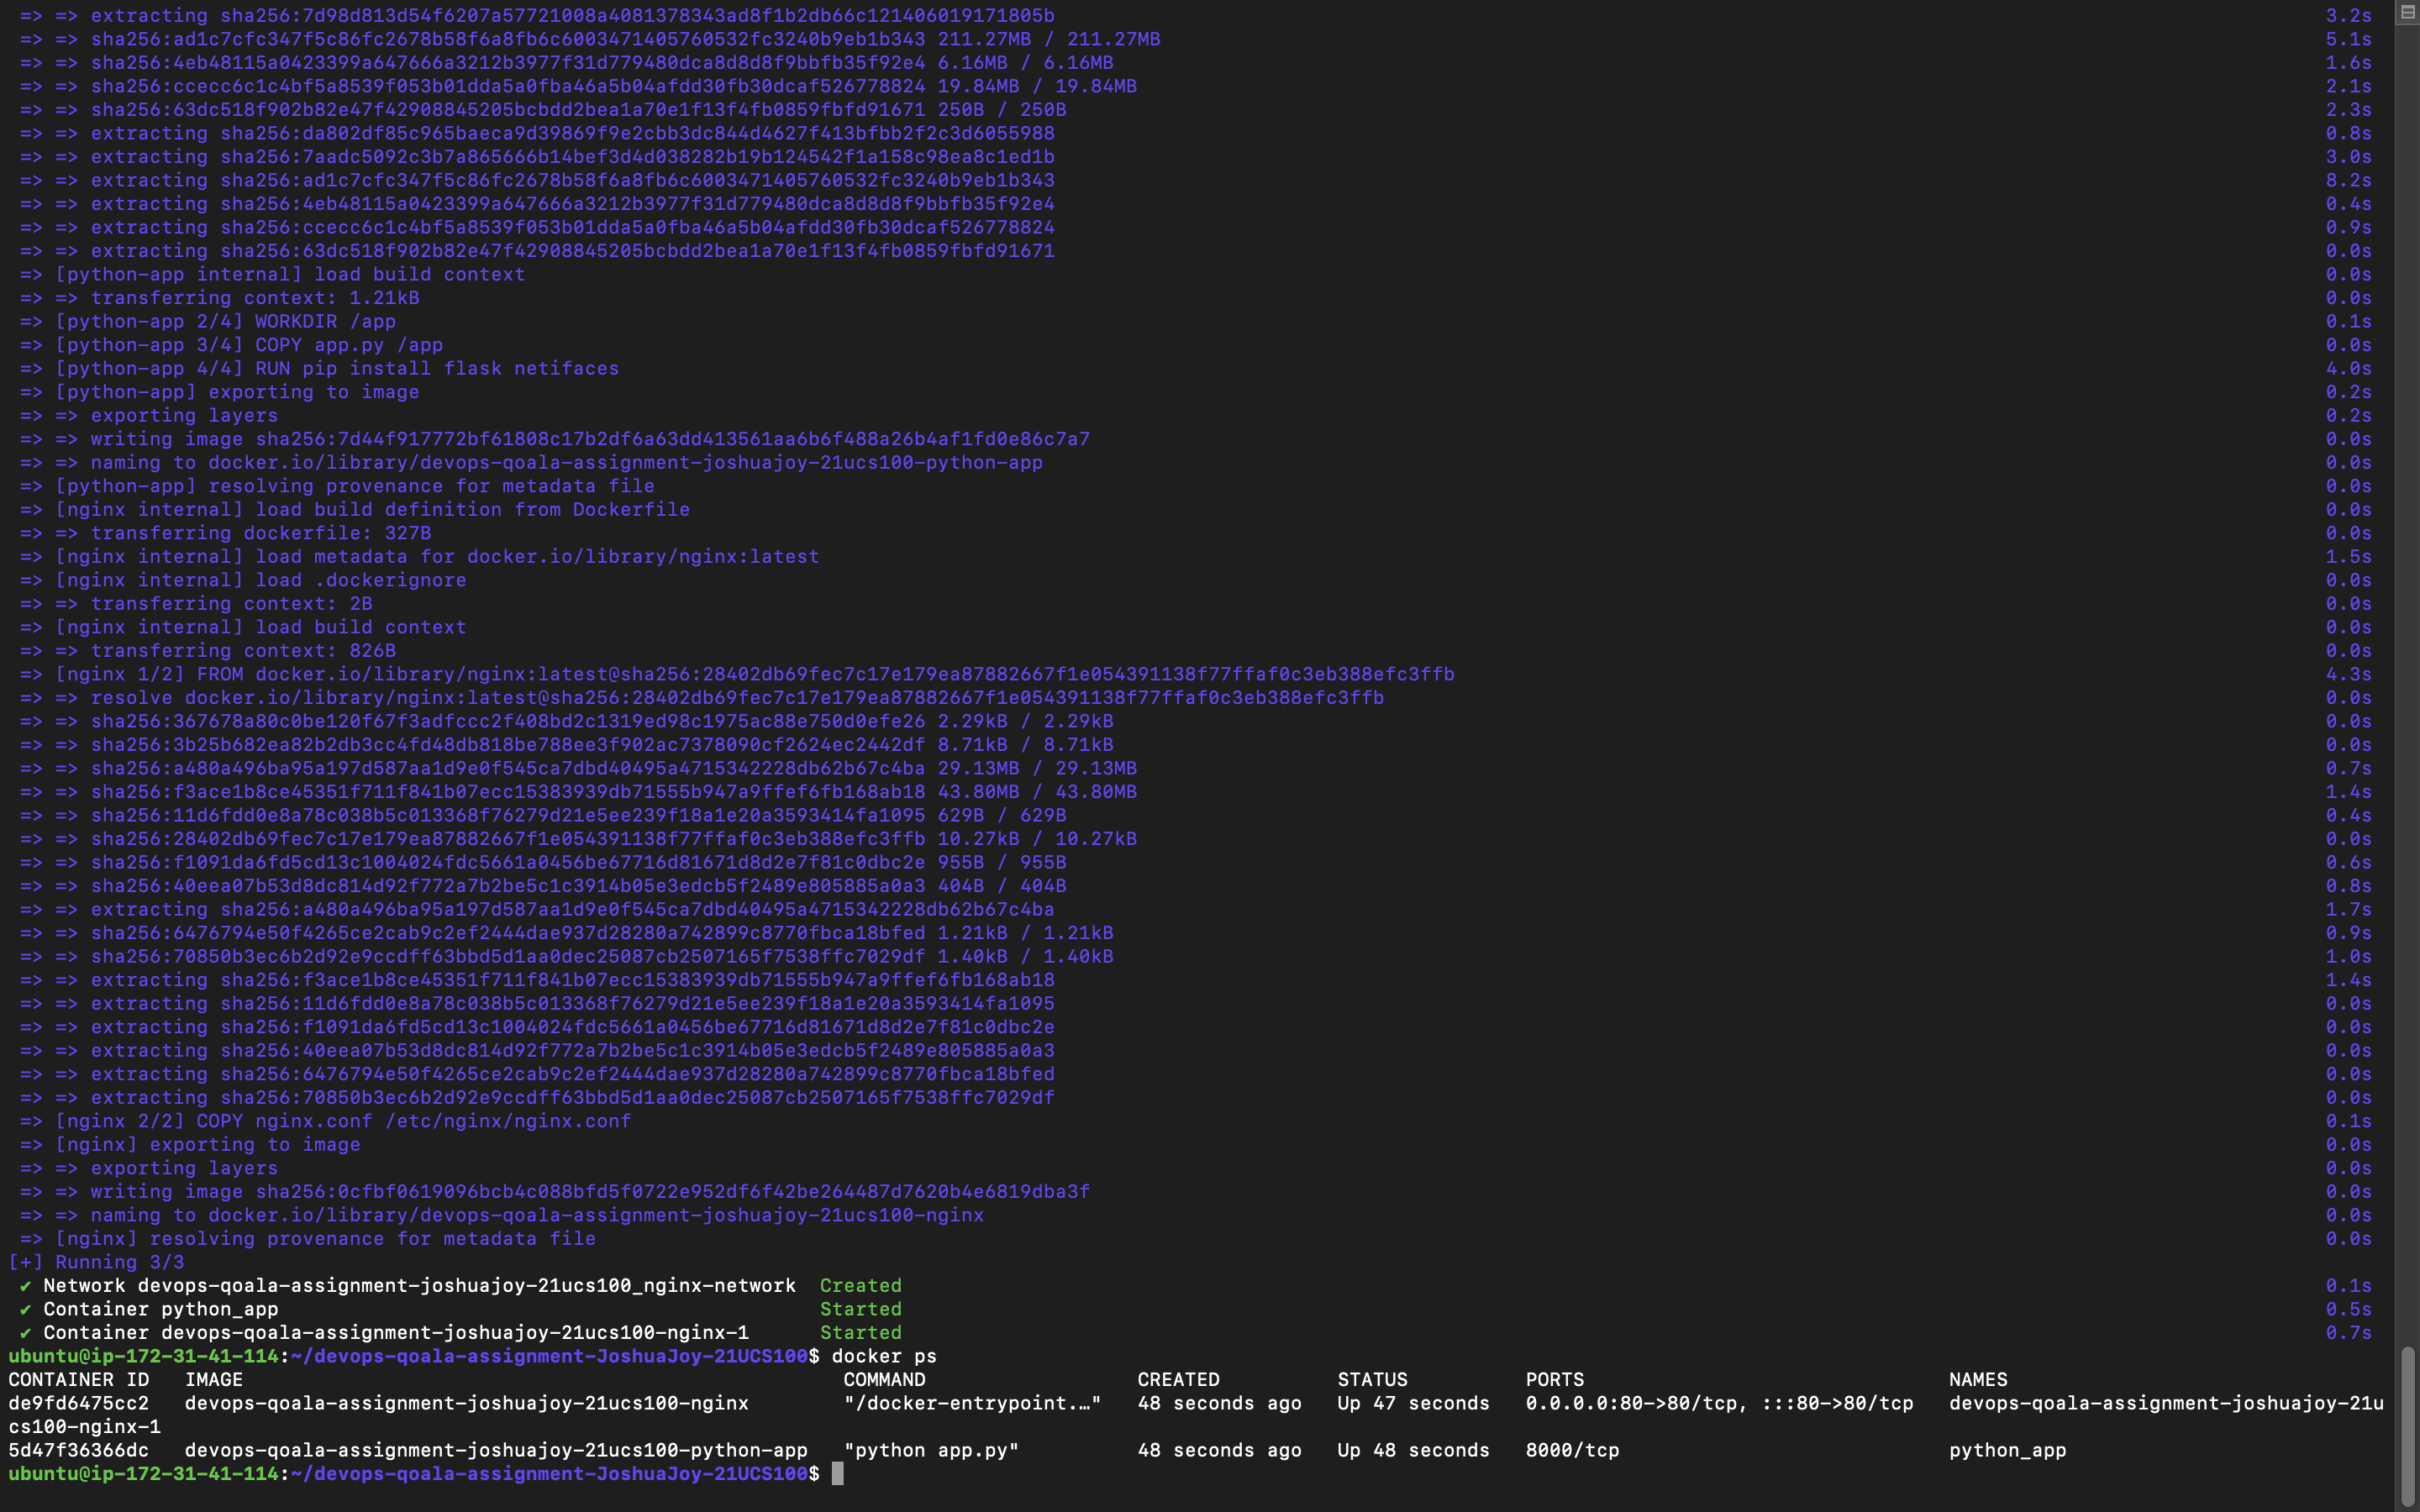 => => extracting sha256:7d98d813d54f6207a57721008a4081378343ad8f1b2db66c121406019171805b 3.2s
=> => sha256:ad1c7cfc347f5c86fc2678b58f6a8fb6c6003471405760532fc3240b9eb1b343 211.27MB / 211.27MB 5.1s
=> => sha256:4eb48115a0423399a647666a3212b3977f31d779480dca8d8d8f9bbfb35f92e4 6.16MB / 6.16MB 1.6s
=> => sha256:ccecc6c1c4bf5a8539f053b01dda5a0fba46a5b04afdd30fb30dcaf526778824 19.84MB / 19.84MB 2.1s
=> => sha256:63dc518f902b82e47f42908845205bcbdd2bea1a70e1f13f4fb0859fbfd91671 250B / 250B 2.3s
=> => extracting sha256:da802df85c965baeca9d39869f9e2cbb3dc844d4627f413bfbb2f2c3d6055988 0.8s
=> => extracting sha256:7aadc5092c3b7a865666b14bef3d4d038282b19b124542f1a158c98ea8c1ed1b 3.0s
=> => extracting sha256:ad1c7cfc347f5c86fc2678b58f6a8fb6c6003471405760532fc3240b9eb1b343 8.2s
=> => extracting sha256:4eb48115a0423399a647666a3212b3977f31d779480dca8d8d8f9bbfb35f92e4 0.4s
=> => extracting sha256:ccecc6c1c4bf5a8539f053b01dda5a0fba46a5b04afdd30fb30dcaf526778824 0.9s
=> => extracting sha256:63dc518f902b82e47f42908845205bcbdd2bea1a70e1f13f4fb0859fbfd91671 0.0s
=> [python-app internal] load build context 0.0s
=> => transferring context: 1.21kB 0.0s
=> [python-app 2/4] WORKDIR /app 0.1s
=> [python-app 3/4] COPY app.py /app 0.0s
=> [python-app 4/4] RUN pip install flask netifaces 4.0s
=> [python-app] exporting to image 0.2s
=> => exporting layers 0.2s
=> => writing image sha256:7d44f917772bf61808c17b2df6a63dd413561aa6b6f488a26b4af1fd0e86c7a7 0.0s
=> => naming to docker.io/library/devops-qoala-assignment-joshuajoy-21ucs100-python-app 0.0s
=> [python-app] resolving provenance for metadata file 0.0s
=> [nginx internal] load build definition from Dockerfile 0.0s
=> => transferring dockerfile: 327B 0.0s
=> [nginx internal] load metadata for docker.io/library/nginx:latest 1.5s
=> [nginx internal] load .dockerignore 0.0s
=> => transferring context: 2B 0.0s
=> [nginx internal] load build context 0.0s
=> => transferring context: 826B 0.0s
=> [nginx 1/2] FROM docker.io/library/nginx:latest@sha256:28402db69fec7c17e179ea87882667f1e054391138f77ffaf0c3eb388efc3ffb 4.3s
=> => resolve docker.io/library/nginx:latest@sha256:28402db69fec7c17e179ea87882667f1e054391138f77ffaf0c3eb388efc3ffb 0.0s
=> => sha256:367678a80c0be120f67f3adfccc2f408bd2c1319ed98c1975ac88e750d0efe26 2.29kB / 2.29kB 0.0s
=> => sha256:3b25b682ea82b2db3cc4fd48db818be788ee3f902ac7378090cf2624ec2442df 8.71kB / 8.71kB 0.0s
=> => sha256:a480a496ba95a197d587aa1d9e0f545ca7dbd40495a4715342228db62b67c4ba 29.13MB / 29.13MB 0.7s
=> => sha256:f3ace1b8ce45351f711f841b07ecc15383939db71555b947a9ffef6fb168ab18 43.80MB / 43.80MB 1.4s
=> => sha256:11d6fdd0e8a78c038b5c013368f76279d21e5ee239f18a1e20a3593414fa1095 629B / 629B 0.4s
=> => sha256:28402db69fec7c17e179ea87882667f1e054391138f77ffaf0c3eb388efc3ffb 10.27kB / 10.27kB 0.0s
=> => sha256:f1091da6fd5cd13c1004024fdc5661a0456be67716d81671d8d2e7f81c0dbc2e 955B / 955B 0.6s
=> => sha256:40eea07b53d8dc814d92f772a7b2be5c1c3914b05e3edcb5f2489e805885a0a3 404B / 404B 0.8s
=> => extracting sha256:a480a496ba95a197d587aa1d9e0f545ca7dbd40495a4715342228db62b67c4ba 1.7s
=> => sha256:6476794e50f4265ce2cab9c2ef2444dae937d28280a742899c8770fbca18bfed 1.21kB / 1.21kB 0.9s
=> => sha256:70850b3ec6b2d92e9ccdff63bbd5d1aa0dec25087cb2507165f7538ffc7029df 1.40kB / 1.40kB 1.0s
=> => extracting sha256:f3ace1b8ce45351f711f841b07ecc15383939db71555b947a9ffef6fb168ab18 1.4s
=> => extracting sha256:11d6fdd0e8a78c038b5c013368f76279d21e5ee239f18a1e20a3593414fa1095 0.0s
=> => extracting sha256:f1091da6fd5cd13c1004024fdc5661a0456be67716d81671d8d2e7f81c0dbc2e 0.0s
=> => extracting sha256:40eea07b53d8dc814d92f772a7b2be5c1c3914b05e3edcb5f2489e805885a0a3 0.0s
=> => extracting sha256:6476794e50f4265ce2cab9c2ef2444dae937d28280a742899c8770fbca18bfed 0.0s
=> => extracting sha256:70850b3ec6b2d92e9ccdff63bbd5d1aa0dec25087cb2507165f7538ffc7029df 0.0s
=> [nginx 2/2] COPY nginx.conf /etc/nginx/nginx.conf 0.1s
=> [nginx] exporting to image 0.0s
=> => exporting layers 0.0s
=> => writing image sha256:0cfbf0619096bcb4c088bfd5f0722e952df6f42be264487d7620b4e6819dba3f 0.0s
=> => naming to docker.io/library/devops-qoala-assignment-joshuajoy-21ucs100-nginx 0.0s
=> [nginx] resolving provenance for metadata file 0.0s
[+] Running 3/3
✔ Network devops-qoala-assignment-joshuajoy-21ucs100_nginx-network Created 0.1s
✔ Container python_app Started 0.5s
✔ Container devops-qoala-assignment-joshuajoy-21ucs100-nginx-1 Started 0.7s
ubuntu@ip-172-31-41-114:~/devops-qoala-assignment-JoshuaJoy-21UCS100$ docker ps
CONTAINER ID IMAGE COMMAND CREATED STATUS PORTS NAMES
de9fd6475cc2 devops-qoala-assignment-joshuajoy-21ucs100-nginx "/docker-entrypoint.…" 48 seconds ago Up 47 seconds 0.0.0.0:80->80/tcp, :::80->80/tcp devops-qoala-assignment-joshuajoy-21u
cs100-nginx-1
5d47f36366dc devops-qoala-assignment-joshuajoy-21ucs100-python-app "python app.py" 48 seconds ago Up 48 seconds 8000/tcp python_app
ubuntu@ip-172-31-41-114:~/devops-qoala-assignment-JoshuaJoy-21UCS100$